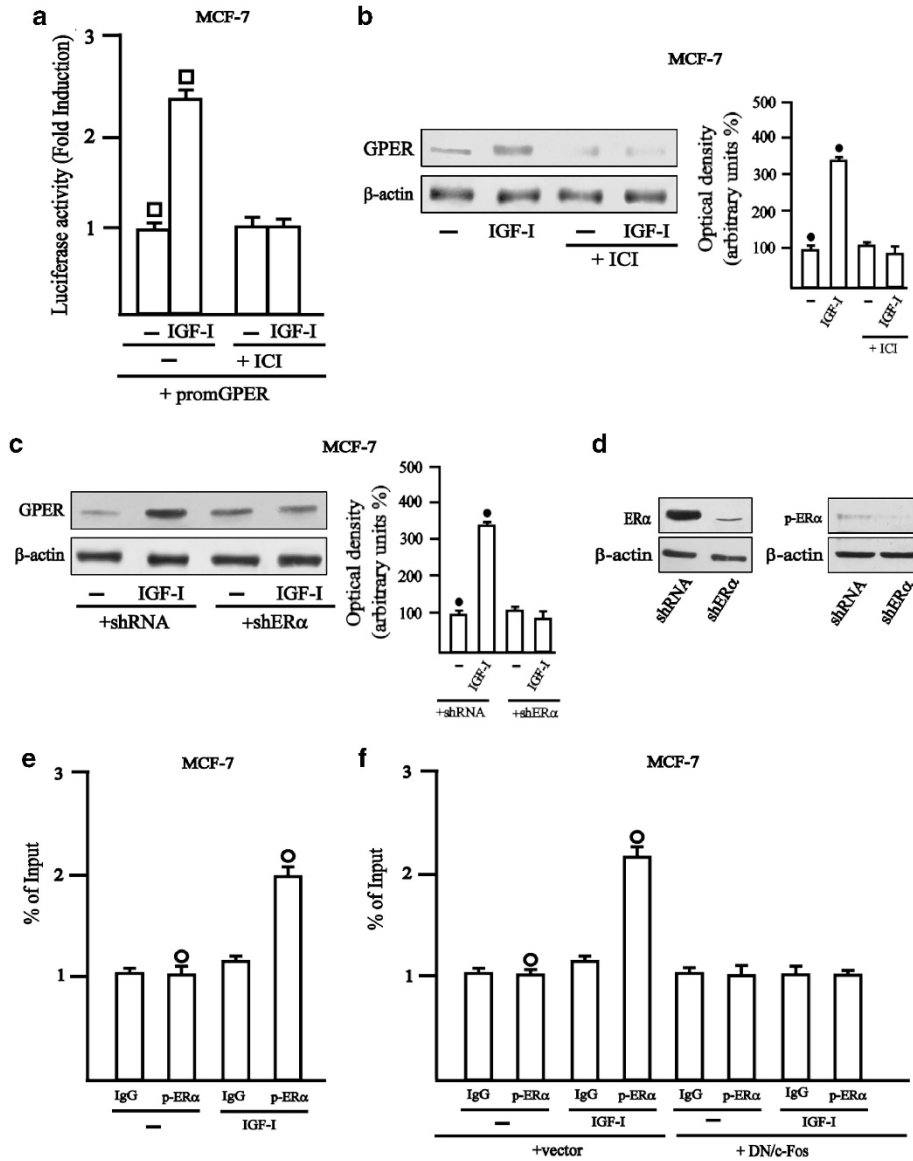 a
MCF-7
Luciferase activity (Fold Induction)
3
2
1
— IGF-I — IGF-I
— + ICI
+ promGPER
b
MCF-7
GPER
β-actin
— IGF-I — IGF-I
+ ICI
Optical density
(arbitrary units %)
500
400
300
200
100
— IGF-I — IGF-I
+ ICI
c
MCF-7
GPER
β-actin
— IGF-I — IGF-I
+shRNA +shERα
Optical density
(arbitrary units %)
500
400
300
200
100
— IGF-I — IGF-I
+shRNA +shERα
d
ERα
β-actin
shRNA shERα
p-ERα
β-actin
shRNA shERα
e
MCF-7
% of Input
3
2
1
IgG p-ERα IgG p-ERα
— IGF-I
f
MCF-7
% of Input
3
2
1
IgG p-ERα IgG p-ERα IgG p-ERα IgG p-ERα
— IGF-I — IGF-I
+vector + DN/c-Fos